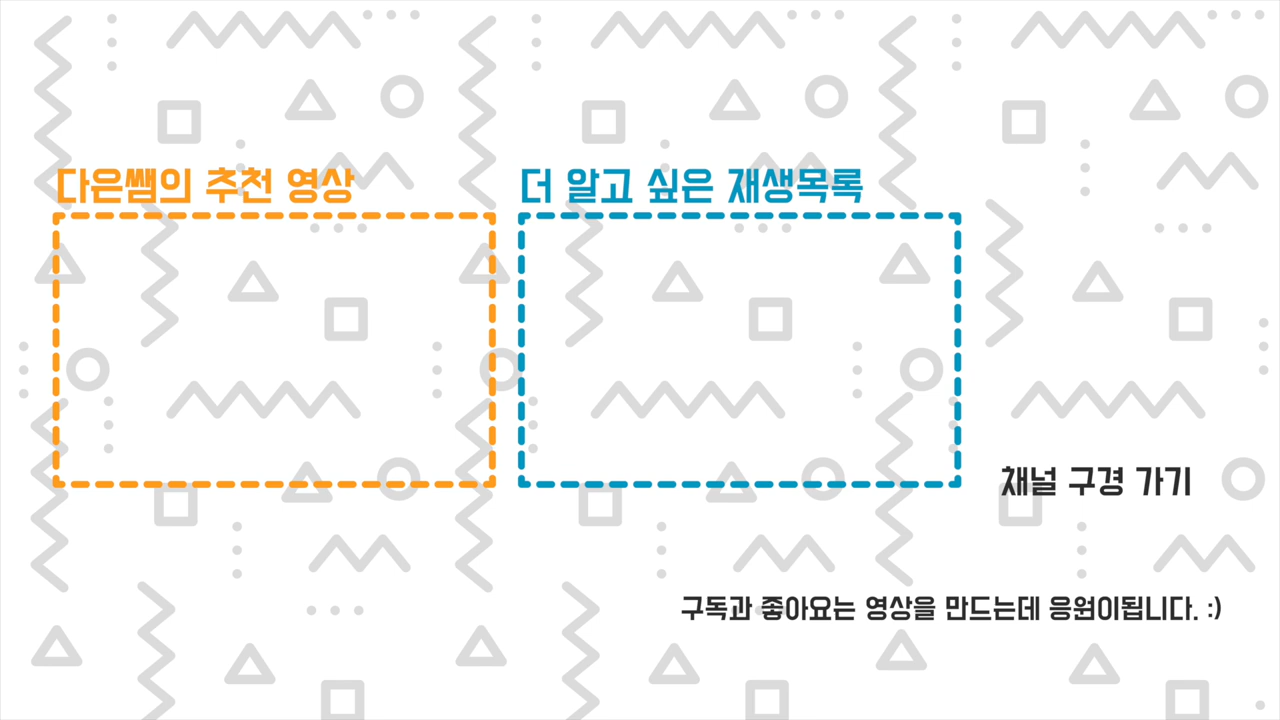 다은쌤의 추천 영상
더 알고 싶은 재생목록
채널 구경 가기
구독과 좋아요는 영상을 만드는데 응원이됩니다. :)